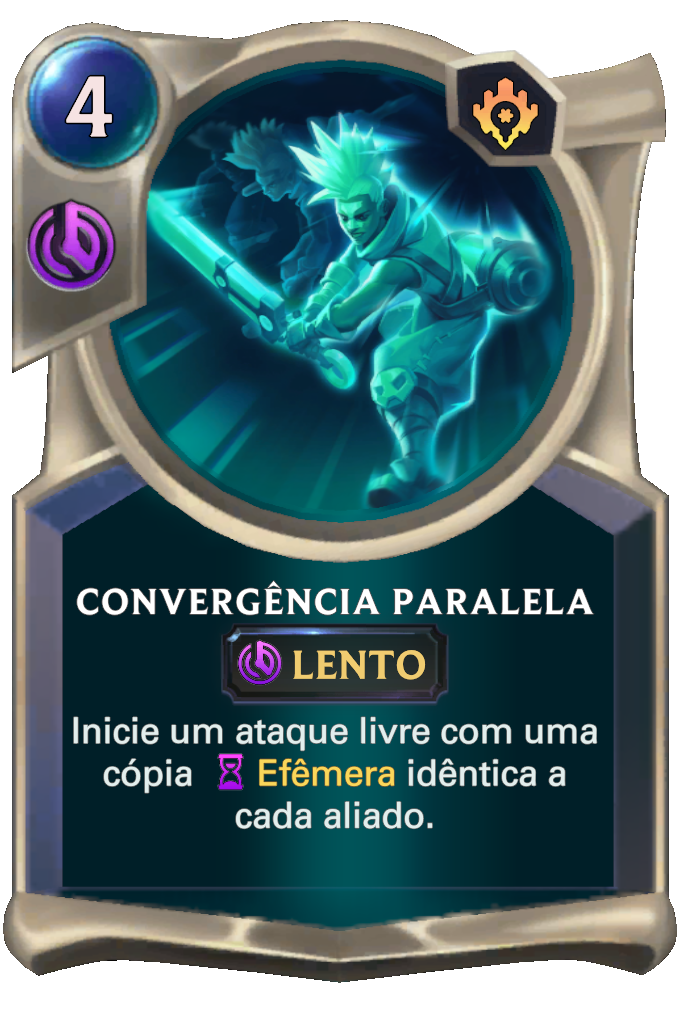 4
CONVERGÊNCIA PARALELA
LENTO
Inicie um ataque livre com uma
cópia Efêmera idêntica a
cada aliado.